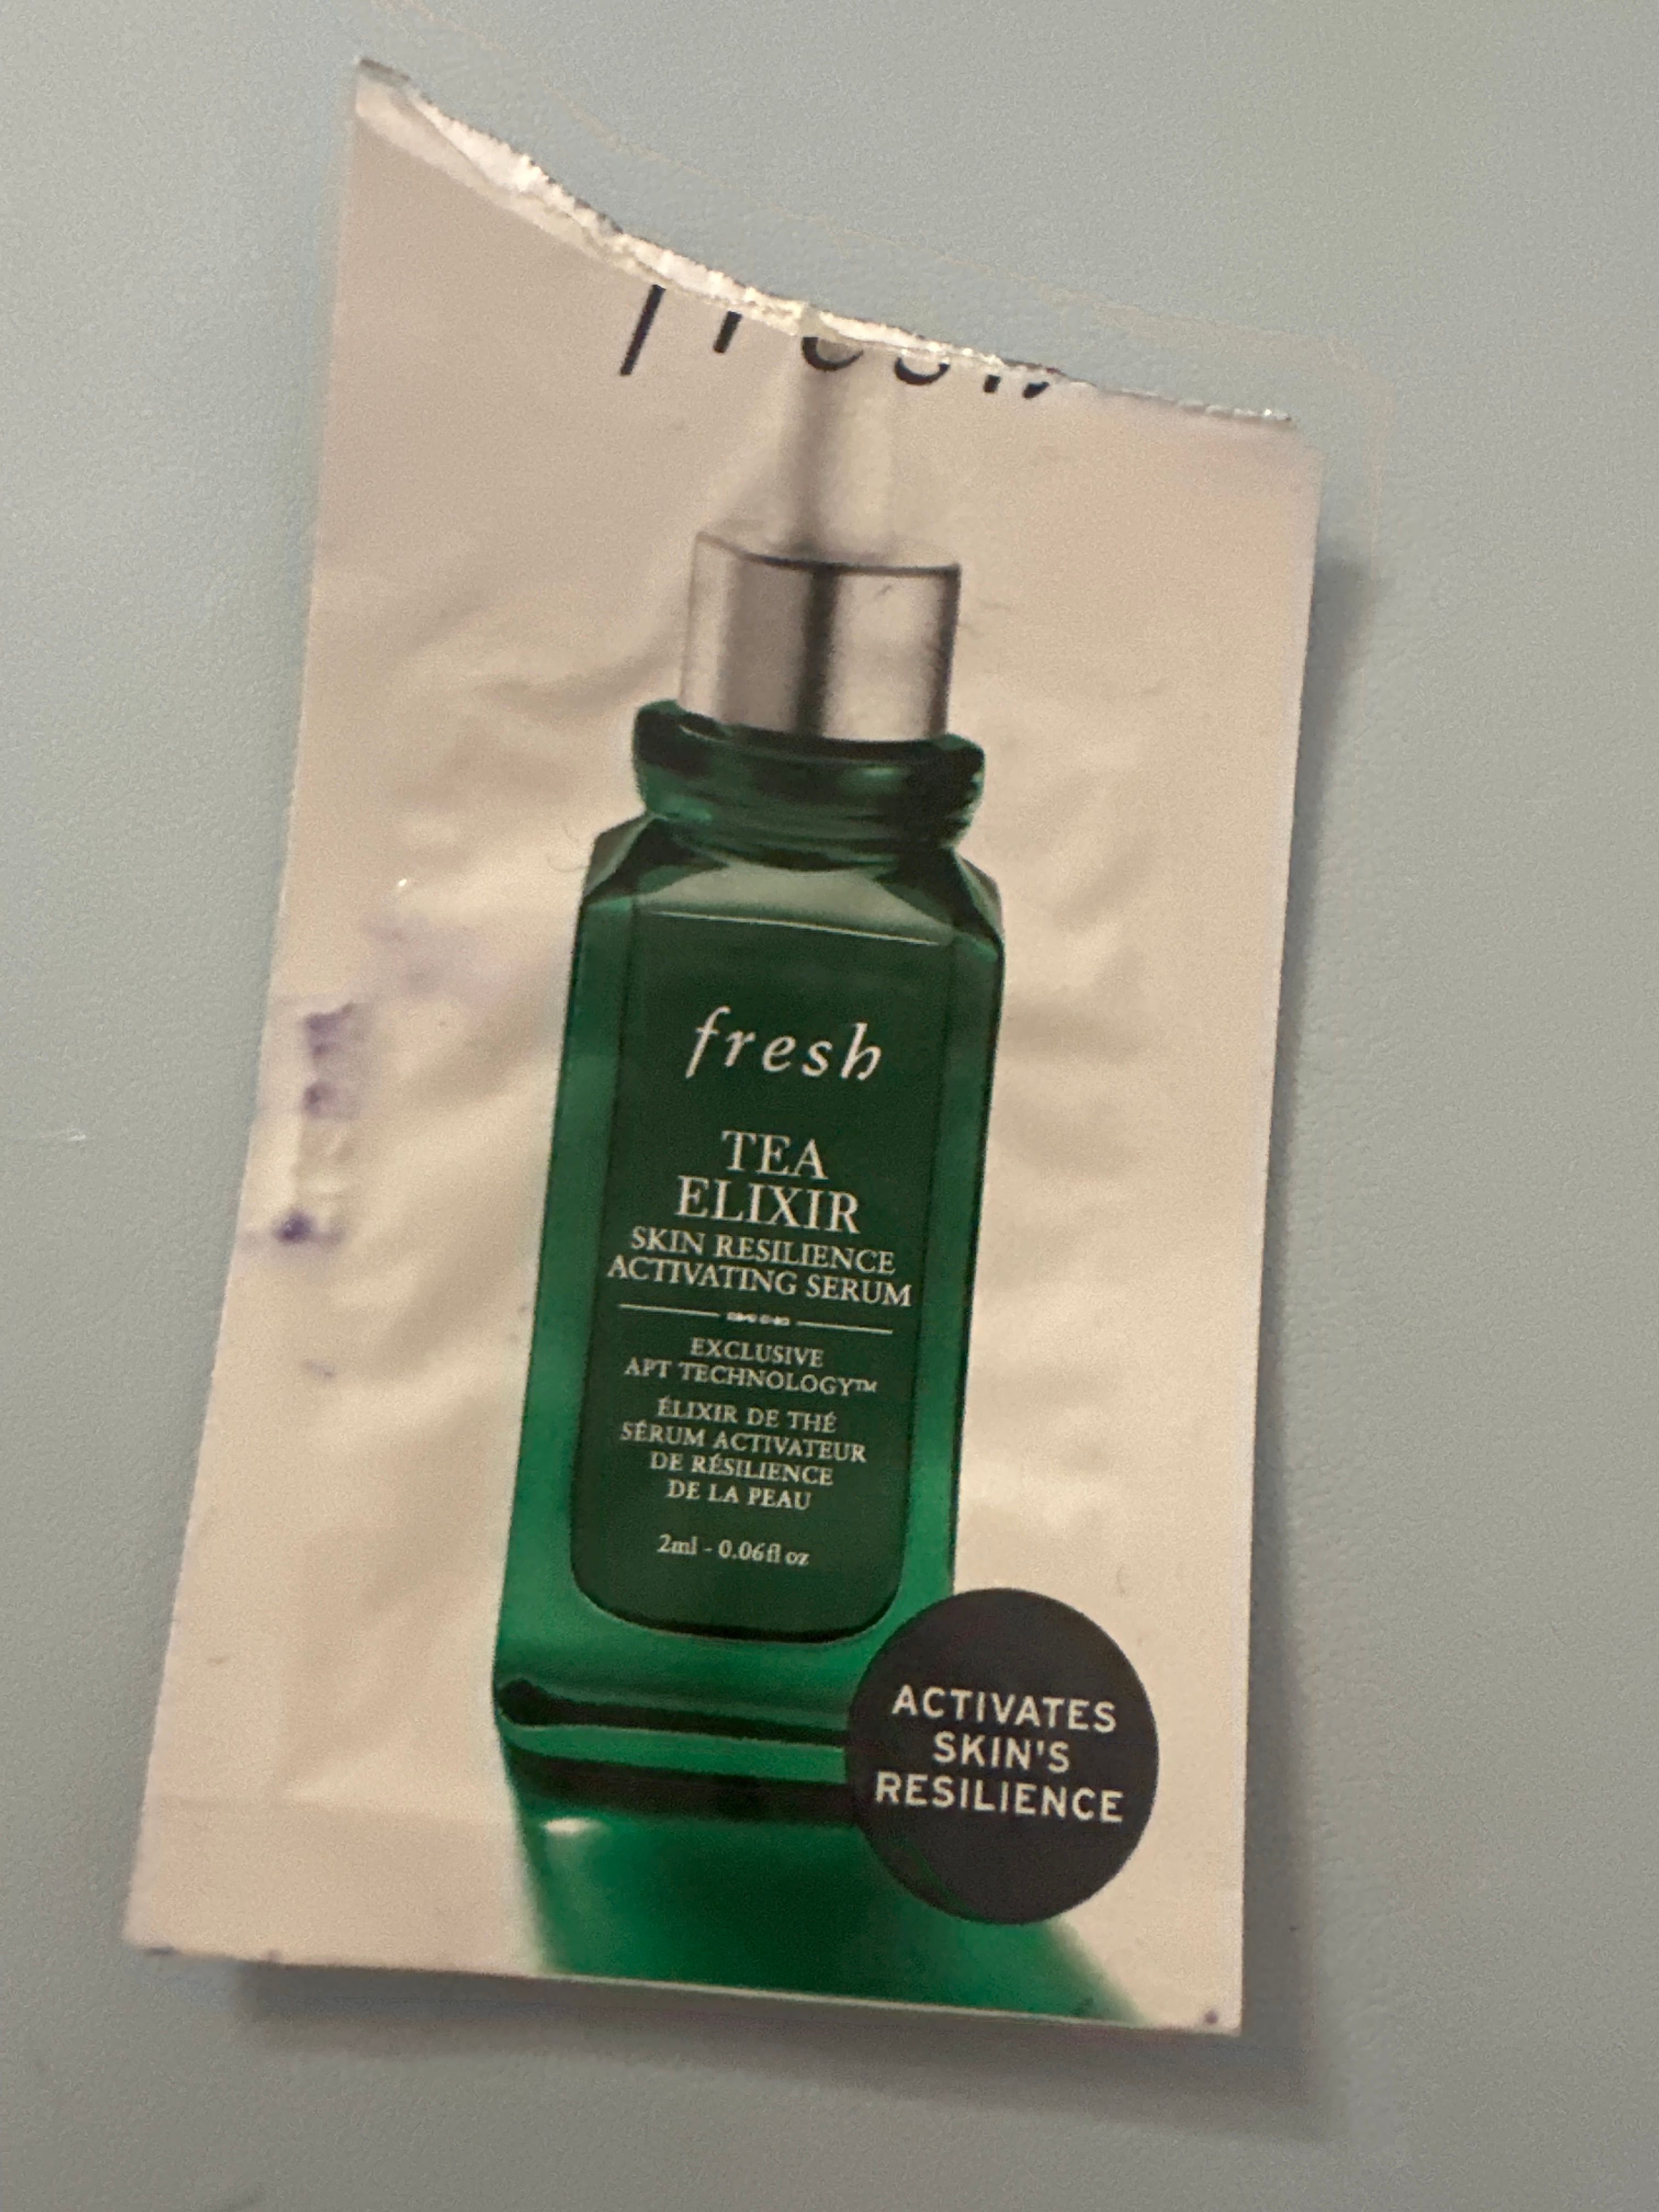 fresh
fresh
TEA
ELIXIR
SKIN RESILIENCE
ACTIVATING SERUM
EXCLUSIVE
APT TECHNOLOGY™
ÉLIXIR DE THÉ
SÉRUM ACTIVATEUR
DE RÉSILIENCE
DE LA PEAU
2ml - 0.06fl oz
ACTIVATES
SKIN'S
RESILIENCE